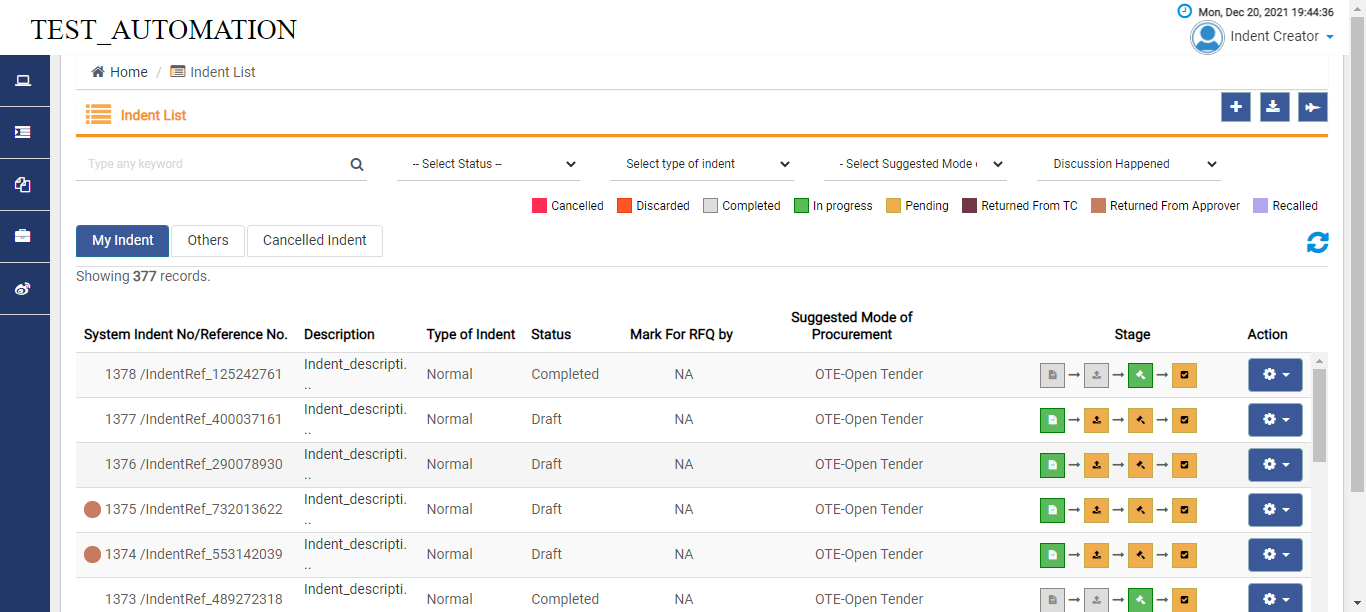 Mon, Dec 20, 2021 19:44:36
TEST_AUTOMATION
Indent Creator
Home / Indent List
Indent List
Type any keyword -- Select Status -- Select type of indent - Select Suggested Mode Discussion Happened
Cancelled Discarded Completed In progress Pending Returned From TC Returned From Approver Recalled
My Indent Others Cancelled Indent
Showing 377 records.
Suggested Mode of
System Indent No/Reference No. Description Type of Indent Status Mark For RFQ by Procurement Stage Action
1378 /IndentRef_125242761 Indent_descripti... Normal Completed NA OTE-Open Tender
1377 /IndentRef_400037161 Indent_descripti... Normal Draft NA OTE-Open Tender
1376 /IndentRef_290078930 Indent_descripti... Normal Draft NA OTE-Open Tender
1375 /IndentRef_732013622 Indent_descripti... Normal Draft NA OTE-Open Tender
1374 /IndentRef_553142039 Indent_descripti... Normal Draft NA OTE-Open Tender
1373 /IndentRef_489272318 Indent_descripti. Normal Completed NA OTE-Open Tender